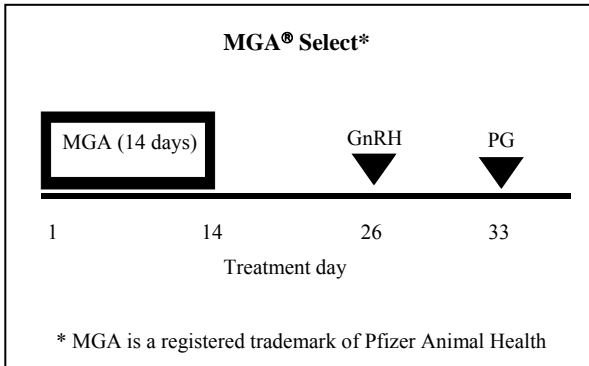 MGA® Select*
MGA (14 days)
GnRH
PG
1
14
26
33
Treatment day
* MGA is a registered trademark of Pfizer Animal Health